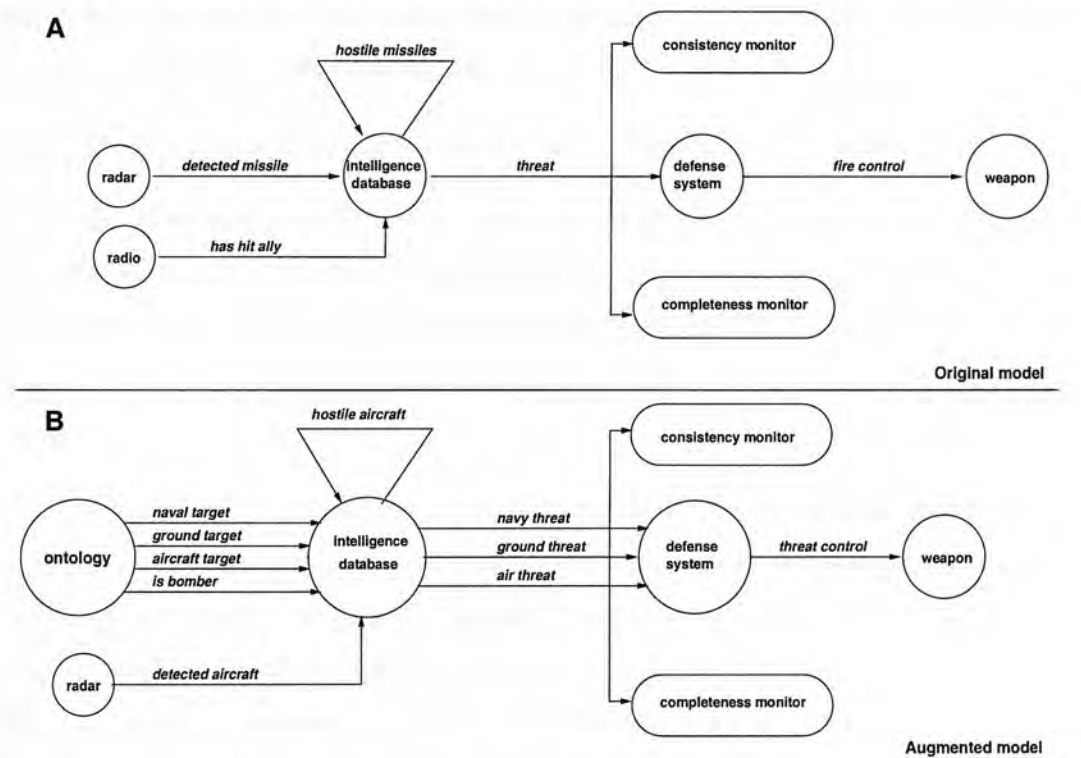 A
hostile missiles
consistency monitor
radar
detected missile
intelligence
database
threat
defense
system
fire control
weapon
radio
has hit ally
completeness monitor
Original model
B
hostile aircraft
consistency monitor
ontology
naval target
ground target
aircraft target
is bomber
intelligence
database
navy threat
ground threat
air threat
defense
system
threat control
weapon
radar
detected aircraft
completeness monitor
Augmented model